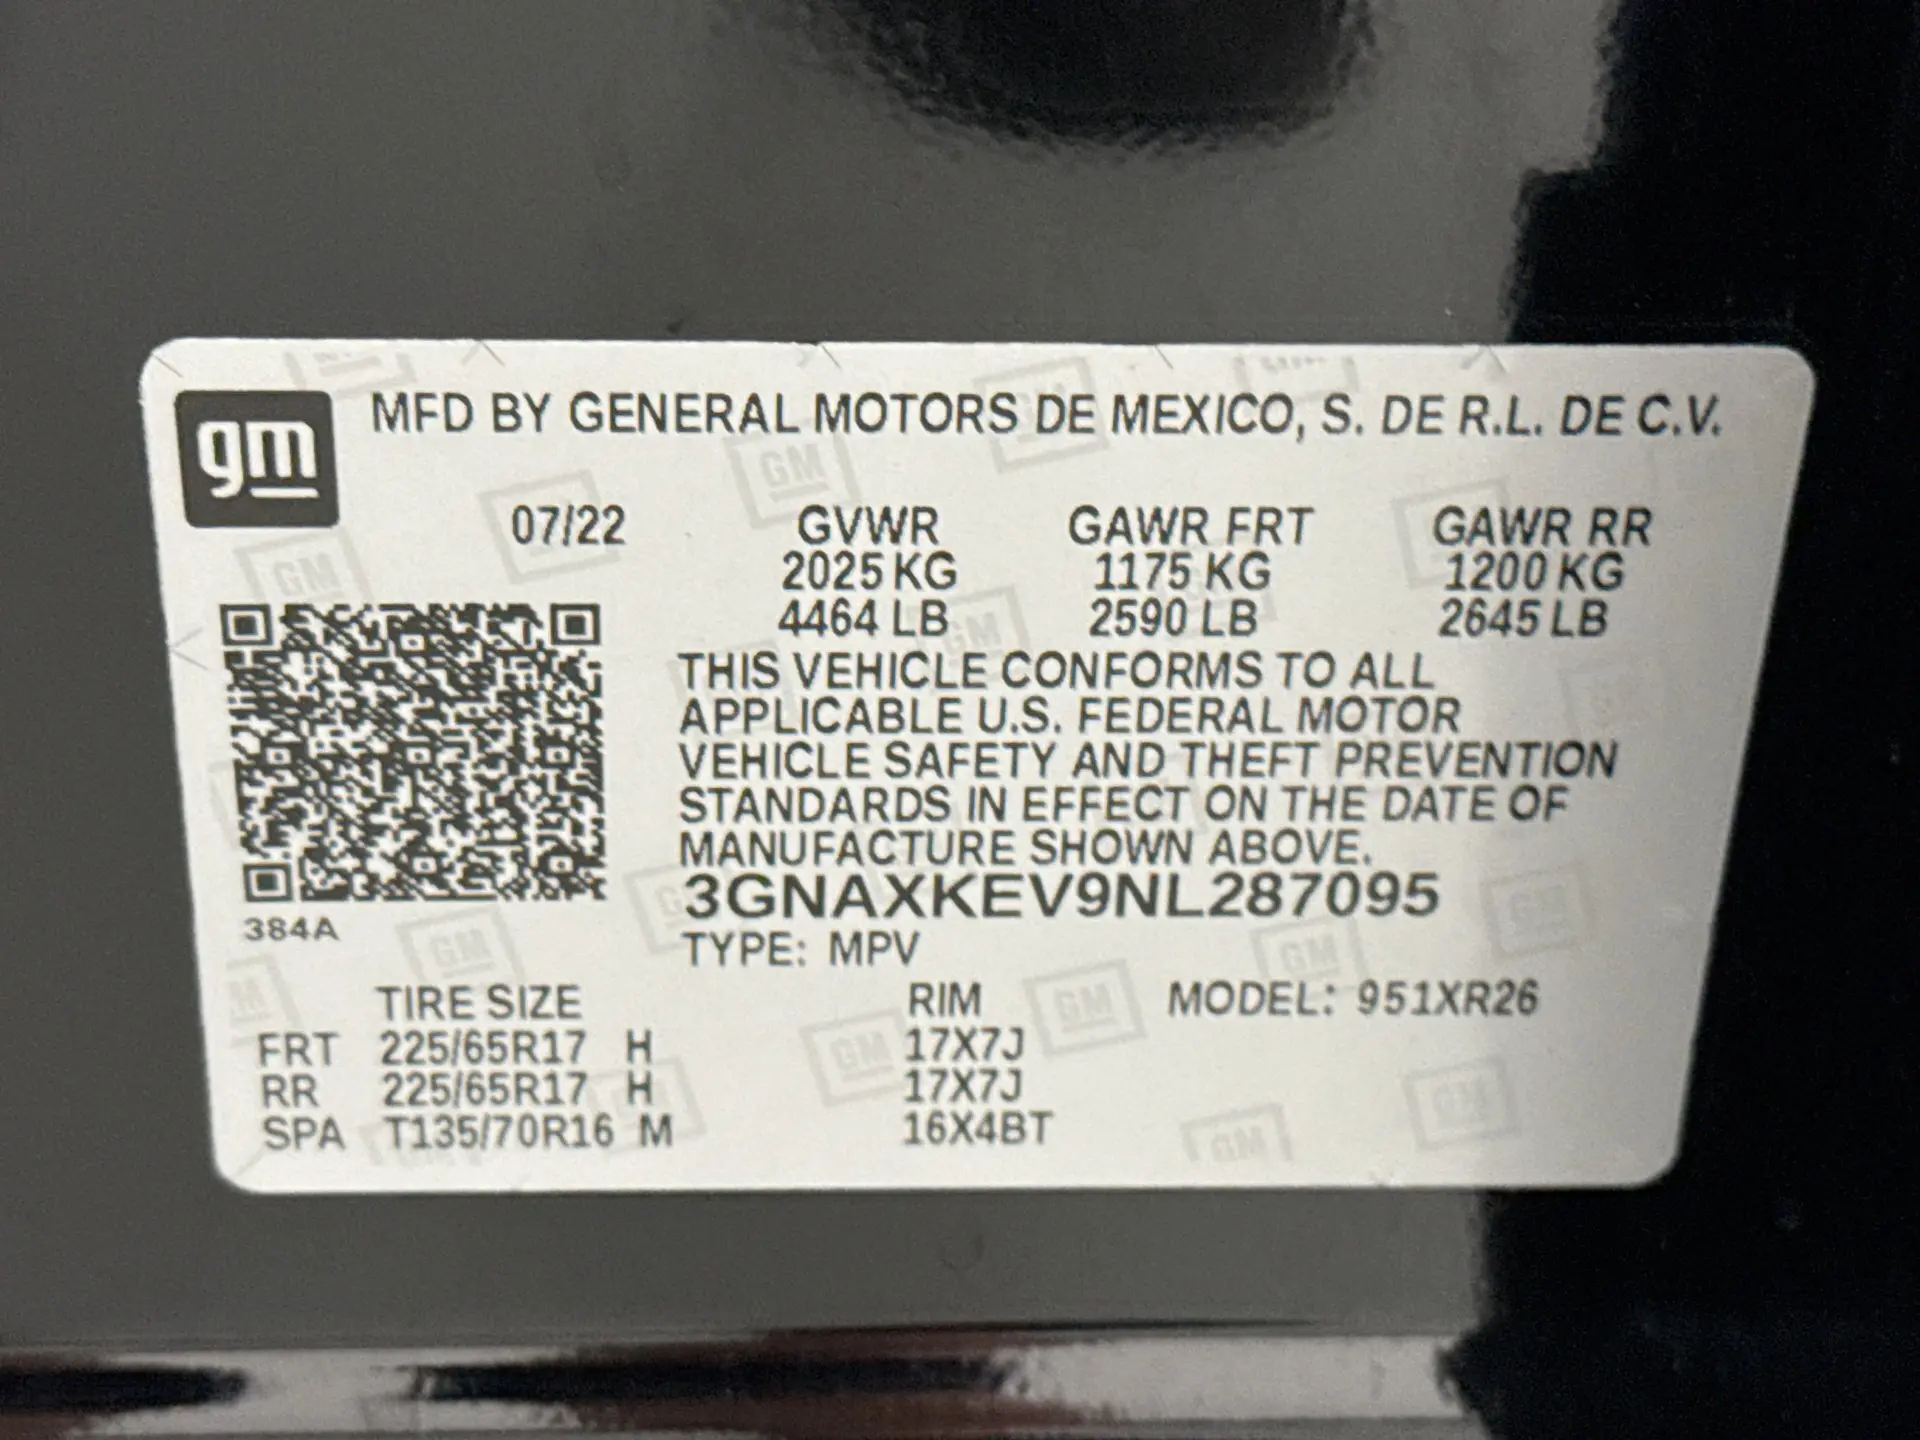 gm
MFD BY GENERAL MOTORS DE MEXICO, S. DE R.L. DE C.V.
07/22 GVWR GAWR FRT GAWR RR
2025 KG 1175 KG 1200 KG
4464 LB 2590 LB 2645 LB
THIS VEHICLE CONFORMS TO ALL
APPLICABLE U.S. FEDERAL MOTOR
VEHICLE SAFETY AND THEFT PREVENTION
STANDARDS IN EFFECT ON THE DATE OF
MANUFACTURE SHOWN ABOVE.
3GNAXKEV9NL287095
384A
TYPE: MPV
TIRE SIZE RIM MODEL: 951XR26
FRT 225/65R17 H 17X7J
RR 225/65R17 H 17X7J
SPA T135/70R16 M 16X4BT